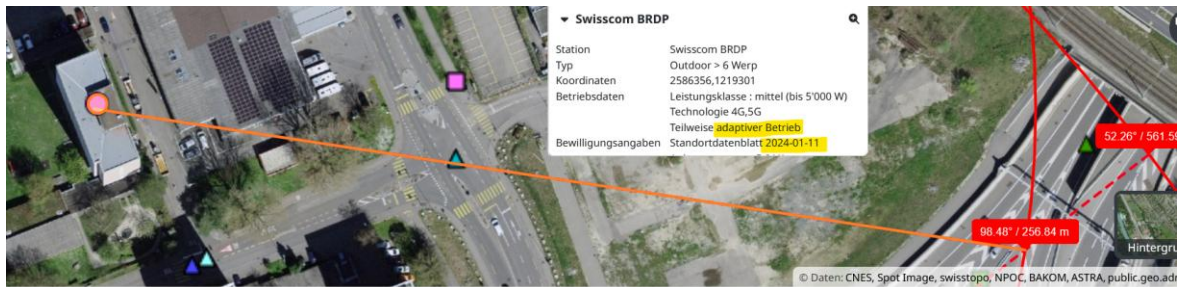 Swisscom BRDP
Station Swisscom BRDP
Typ Outdoor > 6 Werp
Koordinaten 2586356,1219301
Betriebsdaten Leistungsklasse : mittel (bis 5'000 W)
Technologie 4G,5G
Teilweise adaptiver Betrieb
Bewilligungsangaben Standortdatenblatt 2024-01-11
52.26° / 561.59
98.48° / 256.84 m
Hintergru
© Daten: CNES, Spot Image, swisstopo, NPOC, BAKOM, ASTRA, public.geo.adn